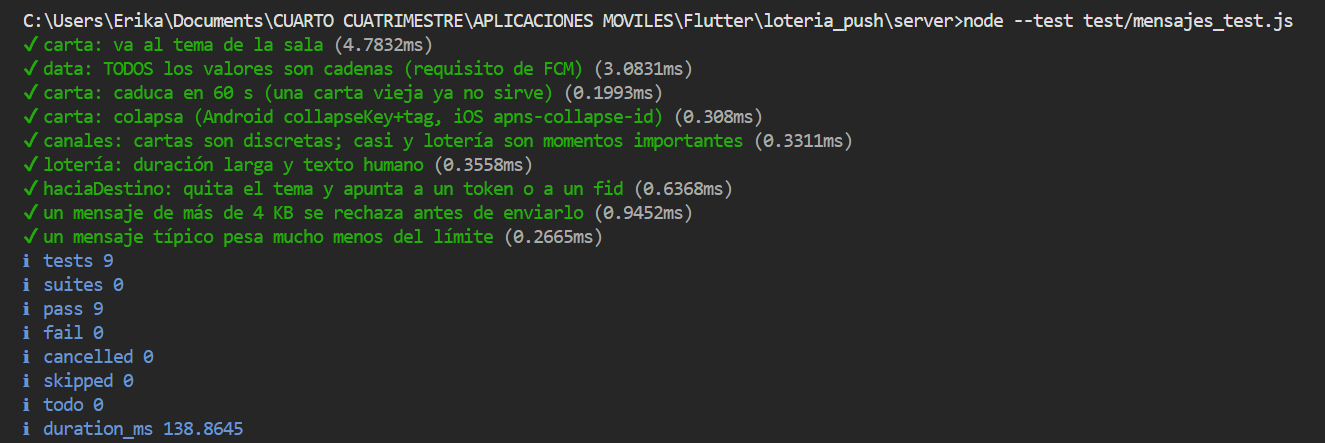 C:\Users\Erika\Documents\CUARTO CUATRIMESTRE\APLICACIONES MOVILES\Flutter\loteria_push\server>node --test test/mensajes_test.js
✓ carta: va al tema de la sala (4.7832ms)
✓ data: TODOS los valores son cadenas (requisito de FCM) (3.0831ms)
✓ carta: caduca en 60 s (una carta vieja ya no sirve) (0.1993ms)
✓ carta: colapsa (Android collapseKey+tag, iOS apns-collapse-id) (0.308ms)
✓ canales: cartas son discretas; casi y lotería son momentos importantes (0.3311ms)
✓ lotería: duración larga y texto humano (0.3558ms)
✓ haciaDestino: quita el tema y apunta a un token o a un fid (0.6368ms)
✓ un mensaje de más de 4 KB se rechaza antes de enviarlo (0.9452ms)
✓ un mensaje típico pesa mucho menos del límite (0.2665ms)
ℹ tests 9
ℹ suites 0
ℹ pass 9
ℹ fail 0
ℹ cancelled 0
ℹ skipped 0
ℹ todo 0
ℹ duration_ms 138.8645